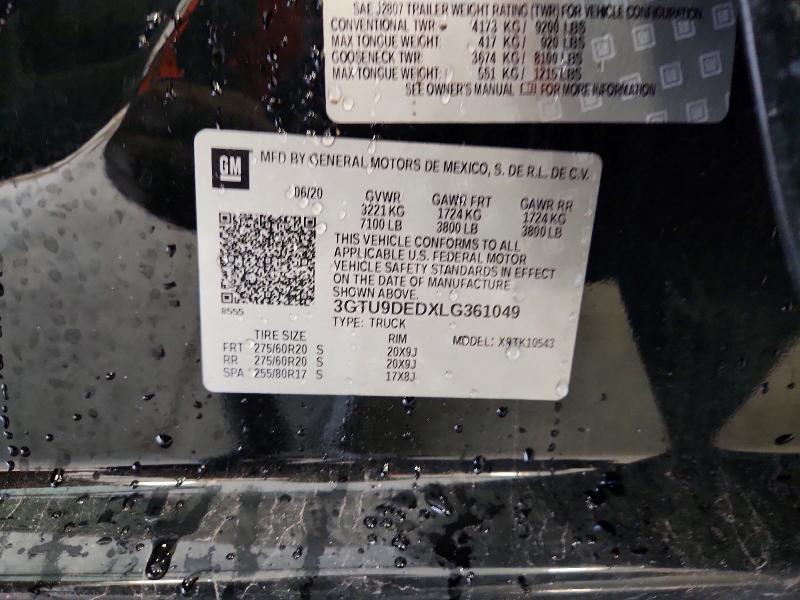 SAE J2807 TRAILER WEIGHT RATING (TWR) FOR VEHICLE CONFIGURATION
CONVENTIONAL TWR: 4173 KG / 9200 LBS
MAX TONGUE WEIGHT: 417 KG / 920 LBS
GOOSENECK TWR: 3674 KG / 8100 LBS
MAX TONGUE WEIGHT: 551 KG / 1215 LBS
SEE OWNER'S MANUAL FOR MORE INFORMATION
GM MFD BY GENERAL MOTORS DE MEXICO, S. DE R.L. DE C.V.
06/20 GVWR GAWR FRT GAWR RR
3221 KG 1724 KG 1724 KG
7100 LB 3800 LB 3800 LB
THIS VEHICLE CONFORMS TO ALL
APPLICABLE U.S. FEDERAL MOTOR
VEHICLE SAFETY STANDARDS IN EFFECT
ON THE DATE OF MANUFACTURE
SHOWN ABOVE.
8555 3GTU9DEDXLG361049
TYPE: TRUCK
TIRE SIZE RIM MODEL: X9TK10543
FRT 275/60R20 S 20X9J
RR 275/60R20 S 20X9J
SPA 255/80R17 S 17X8J